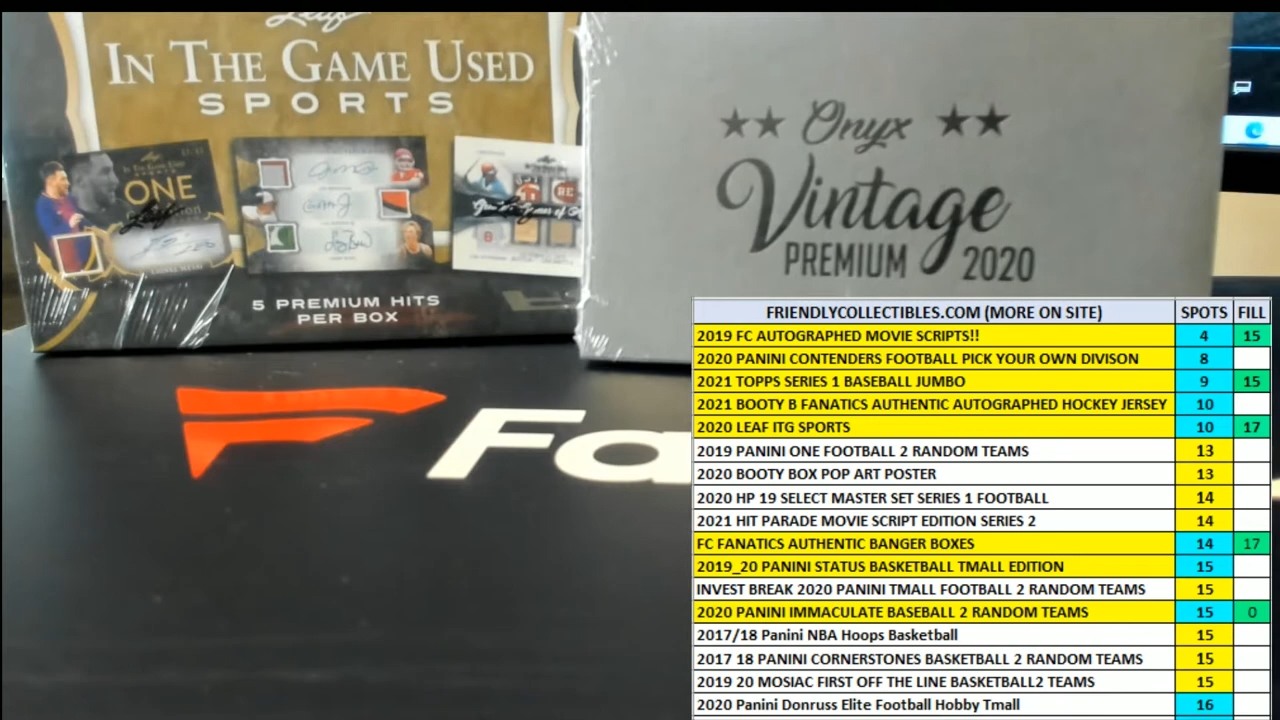 Leaf
IN THE GAME USED
SPORTS
IN THE GAME USED
SPORTS
ONE
LIONEL MESSI
5 PREMIUM HITS
PER BOX
Onyx
Vintage
PREMIUM 2020
Fa
FRIENDLYCOLLECTIBLES.COM (MORE ON SITE) SPOTS FILL
2019 FC AUTOGRAPHED MOVIE SCRIPTS!! 4 15
2020 PANINI CONTENDERS FOOTBALL PICK YOUR OWN DIVISON 8
2021 TOPPS SERIES 1 BASEBALL JUMBO 9 15
2021 BOOTY B FANATICS AUTHENTIC AUTOGRAPHED HOCKEY JERSEY 10
2020 LEAF ITG SPORTS 10 17
2019 PANINI ONE FOOTBALL 2 RANDOM TEAMS 13
2020 BOOTY BOX POP ART POSTER 13
2020 HP 19 SELECT MASTER SET SERIES 1 FOOTBALL 14
2021 HIT PARADE MOVIE SCRIPT EDITION SERIES 2 14
FC FANATICS AUTHENTIC BANGER BOXES 14 17
2019_20 PANINI STATUS BASKETBALL TMALL EDITION 15
INVEST BREAK 2020 PANINI TMALL FOOTBALL 2 RANDOM TEAMS 15
2020 PANINI IMMACULATE BASEBALL 2 RANDOM TEAMS 15 0
2017/18 Panini NBA Hoops Basketball 15
2017 18 PANINI CORNERSTONES BASKETBALL 2 RANDOM TEAMS 15
2019 20 MOSIAC FIRST OFF THE LINE BASKETBALL2 TEAMS 15
2020 Panini Donruss Elite Football Hobby Tmall 16